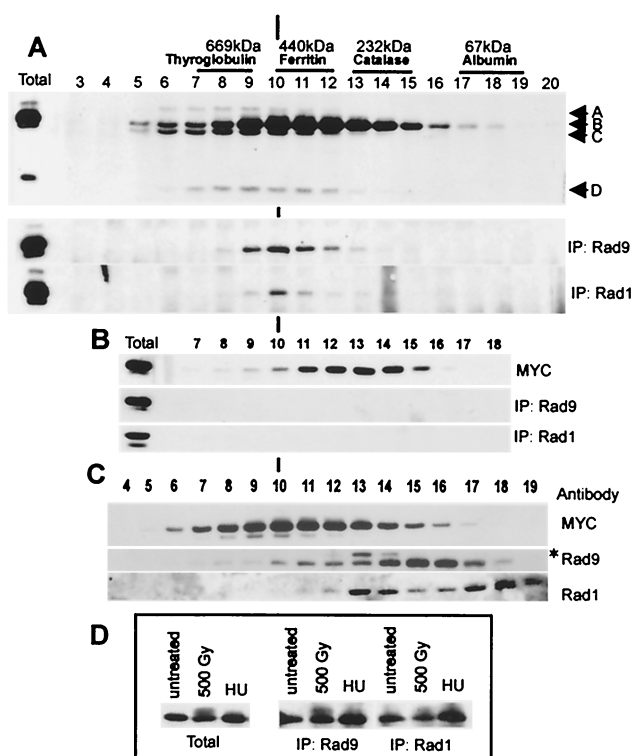 A
669kDa 440kDa 232kDa 67kDa
Thyroglobulin Ferritin Catalase Albumin
Total 3 4 5 6 7 8 9 10 11 12 13 14 15 16 17 18 19 20
A
B
C
D
IP: Rad9
IP: Rad1
B
Total 7 8 9 10 11 12 13 14 15 16 17 18
MYC
IP: Rad9
IP: Rad1
C
4 5 6 7 8 9 10 11 12 13 14 15 16 17 18 19
Antibody
MYC
* Rad9
Rad1
D
untreated 500 Gy HU untreated 500 Gy HU untreated 500 Gy HU
Total IP: Rad9 IP: Rad1